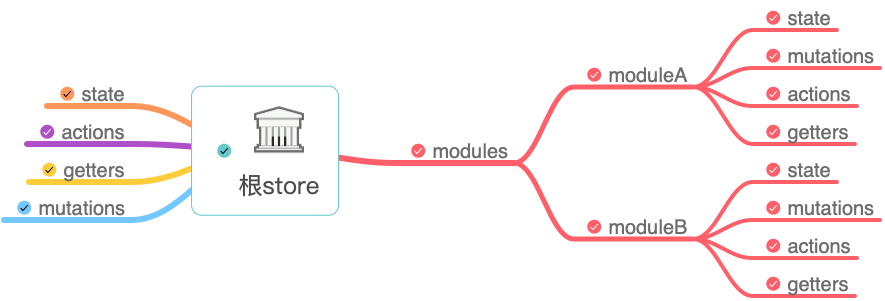 state
actions
getters
mutations
根store
modules
moduleA
state
mutations
actions
getters
moduleB
state
mutations
actions
getters